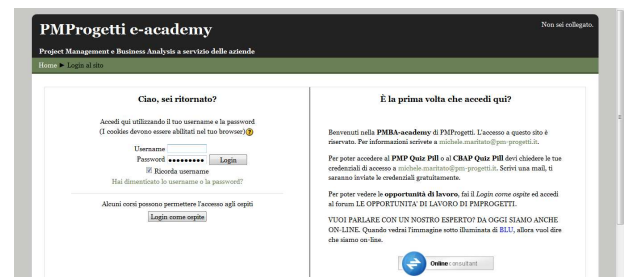 PMProgetti e-academy
Non sei collegato.
Project Management e Business Analysis a servizio delle aziende
Home ► Login al sito
Ciao, sei ritornato?
Accedi qui utilizzando il tuo username e la password
(I cookies devono essere abilitati nel tuo browser)
Username
Password ●●●●●●●●● Login
Ricorda username
Hai dimenticato lo username o la password?
Alcuni corsi possono permettere l'accesso agli ospiti
Login come ospite
È la prima volta che accedi qui?
Benvenuti nella PMBA-academy di PMProgetti. L'accesso a questo sito è
riservato. Per informazioni scrivete a michele.maritato@pm-progetti.it.
Per poter accedere al PMP Quiz Pill o al CBAP Quiz Pill devi chiedere le tue
credenziali di accesso a michele.maritato@pm-progetti.it. Scrivi una mail, ti
saranno inviate le credenziali gratuitamente.
Per poter vedere le opportunità di lavoro, fai il Login come ospite ed accedi
al forum LE OPPORTUNITA' DI LAVORO DI PMPROGETTI.
VUOI PARLARE CON UN NOSTRO ESPERTO? DA OGGI SIAMO ANCHE
ON-LINE. Quando vedrai l'immagine sotto illuminata di BLU, allora vuol dire
che siamo on-line.
Online consultant